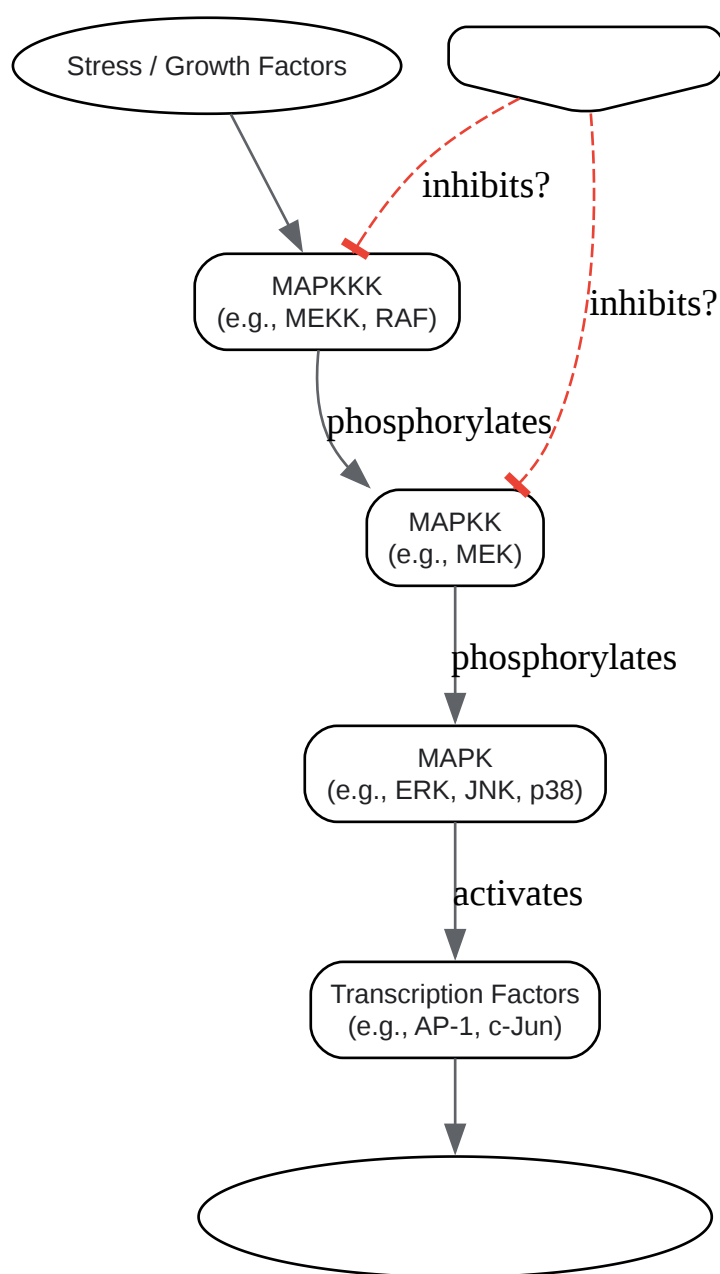 Stress / Growth Factors
inhibits?
MAPKKK
(e.g., MEKK, RAF)
inhibits?
phosphorylates
MAPKK
(e.g., MEK)
phosphorylates
MAPK
(e.g., ERK, JNK, p38)
activates
Transcription Factors
(e.g., AP-1, c-Jun)